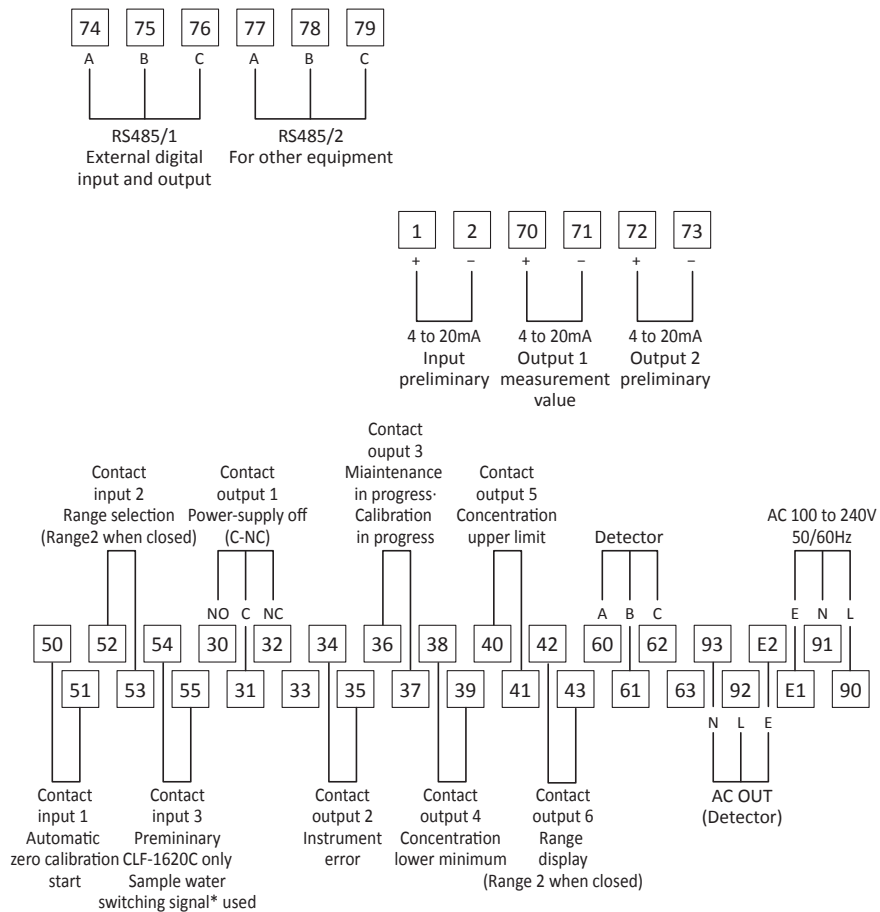 74 75 76 77 78 79
A B C A B C
RS485/1
External digital
input and output
RS485/2
For other equipment
1 2 70 71 72 73
+ − + − + −
4 to 20mA
Input
preliminary
4 to 20mA
Output 1
measurement
value
4 to 20mA
Output 2
preliminary
Contact
input 2
Range selection
(Range2 when closed)
Contact
output 1
Power-supply off
(C-NC)
Contact
ouput 3
Miaintenance
in progress·
Calibration
in progress
Contact
output 5
Concentration
upper limit
Detector
AC 100 to 240V
50/60Hz
NO C NC
A B C
E N L
50 52 54 30 32 34 36 38 40 42 60 62 93 E2 91
51 53 55 31 33 35 37 39 41 43 61 63 92 E1 90
N L E
Contact
input 1
Automatic
zero calibration
start
Contact
input 3
Premininary
CLF-1620C only
Sample water
switching signal* used
Contact
output 2
Instrument
error
Contact
output 4
Concentration
lower minimum
Contact
output 6
Range
display
(Range 2 when closed)
AC OUT
(Detector)